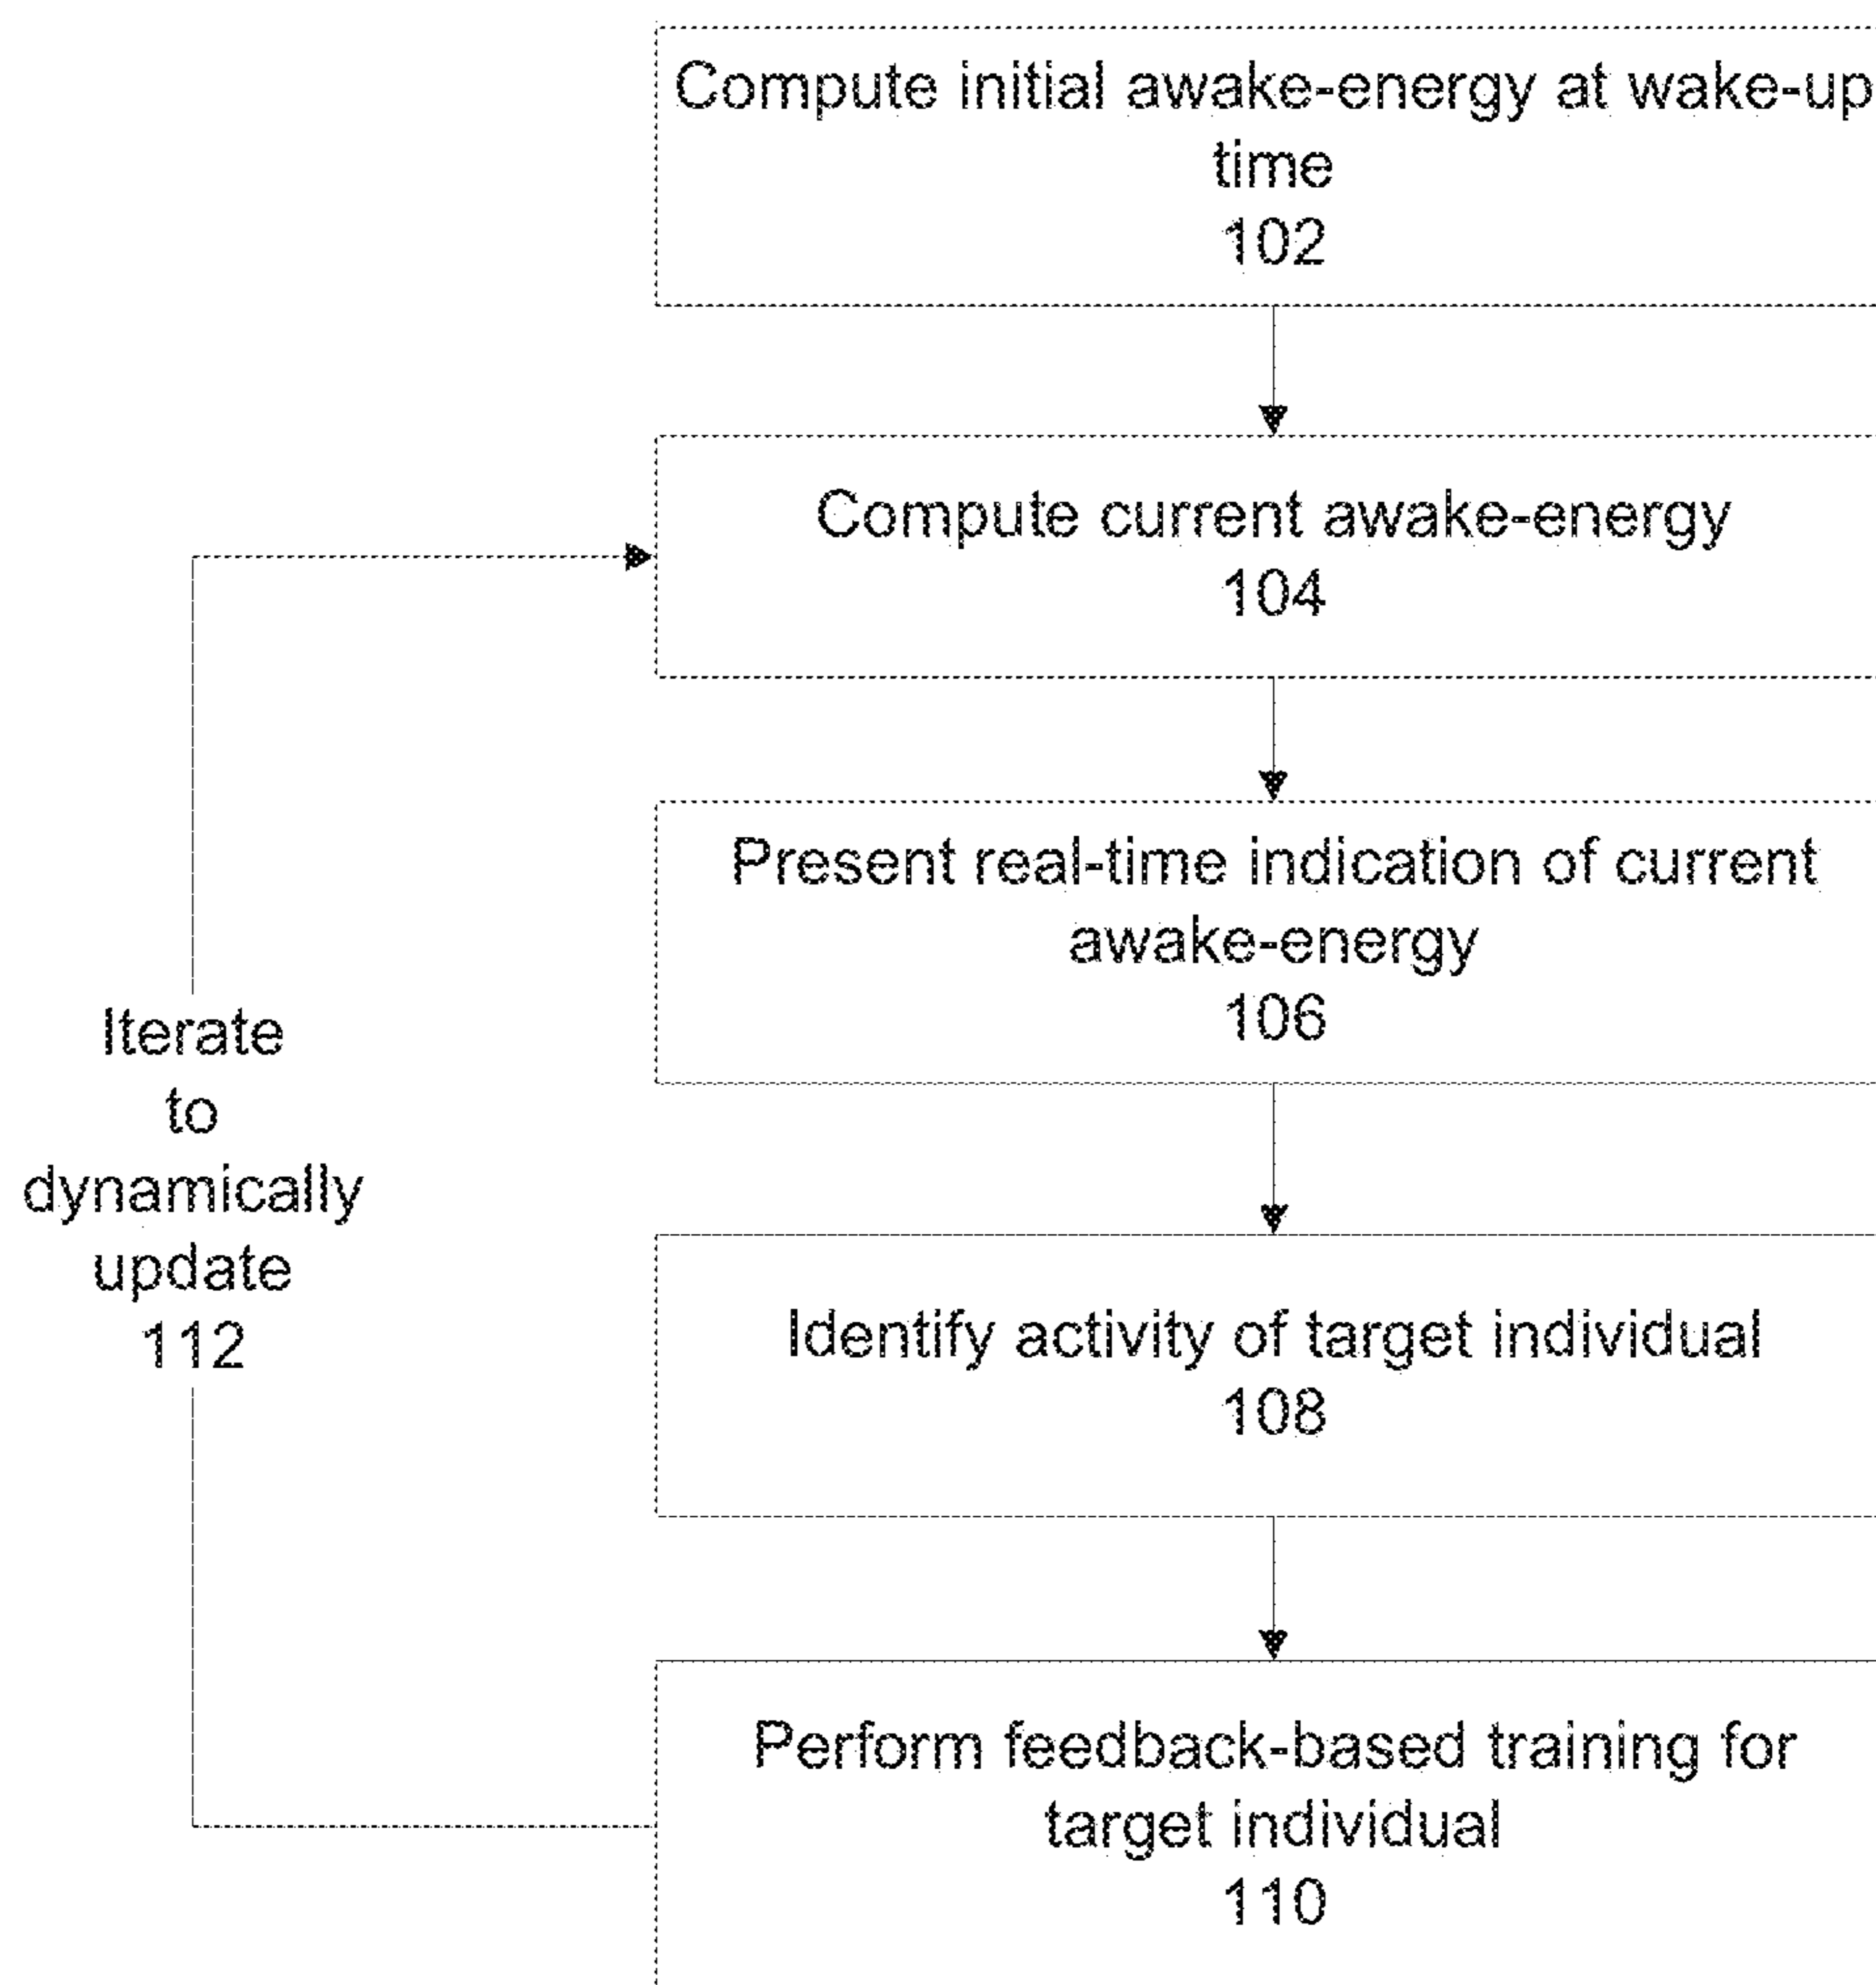 Compute initial awake-energy at wake-up
time
102
Compute current awake-energy
104
Present real-time indication of current
awake-energy
106
Iterate
to
dynamically
update
112
Identify activity of target individual
108
Perform feedback-based training for
target individual
110